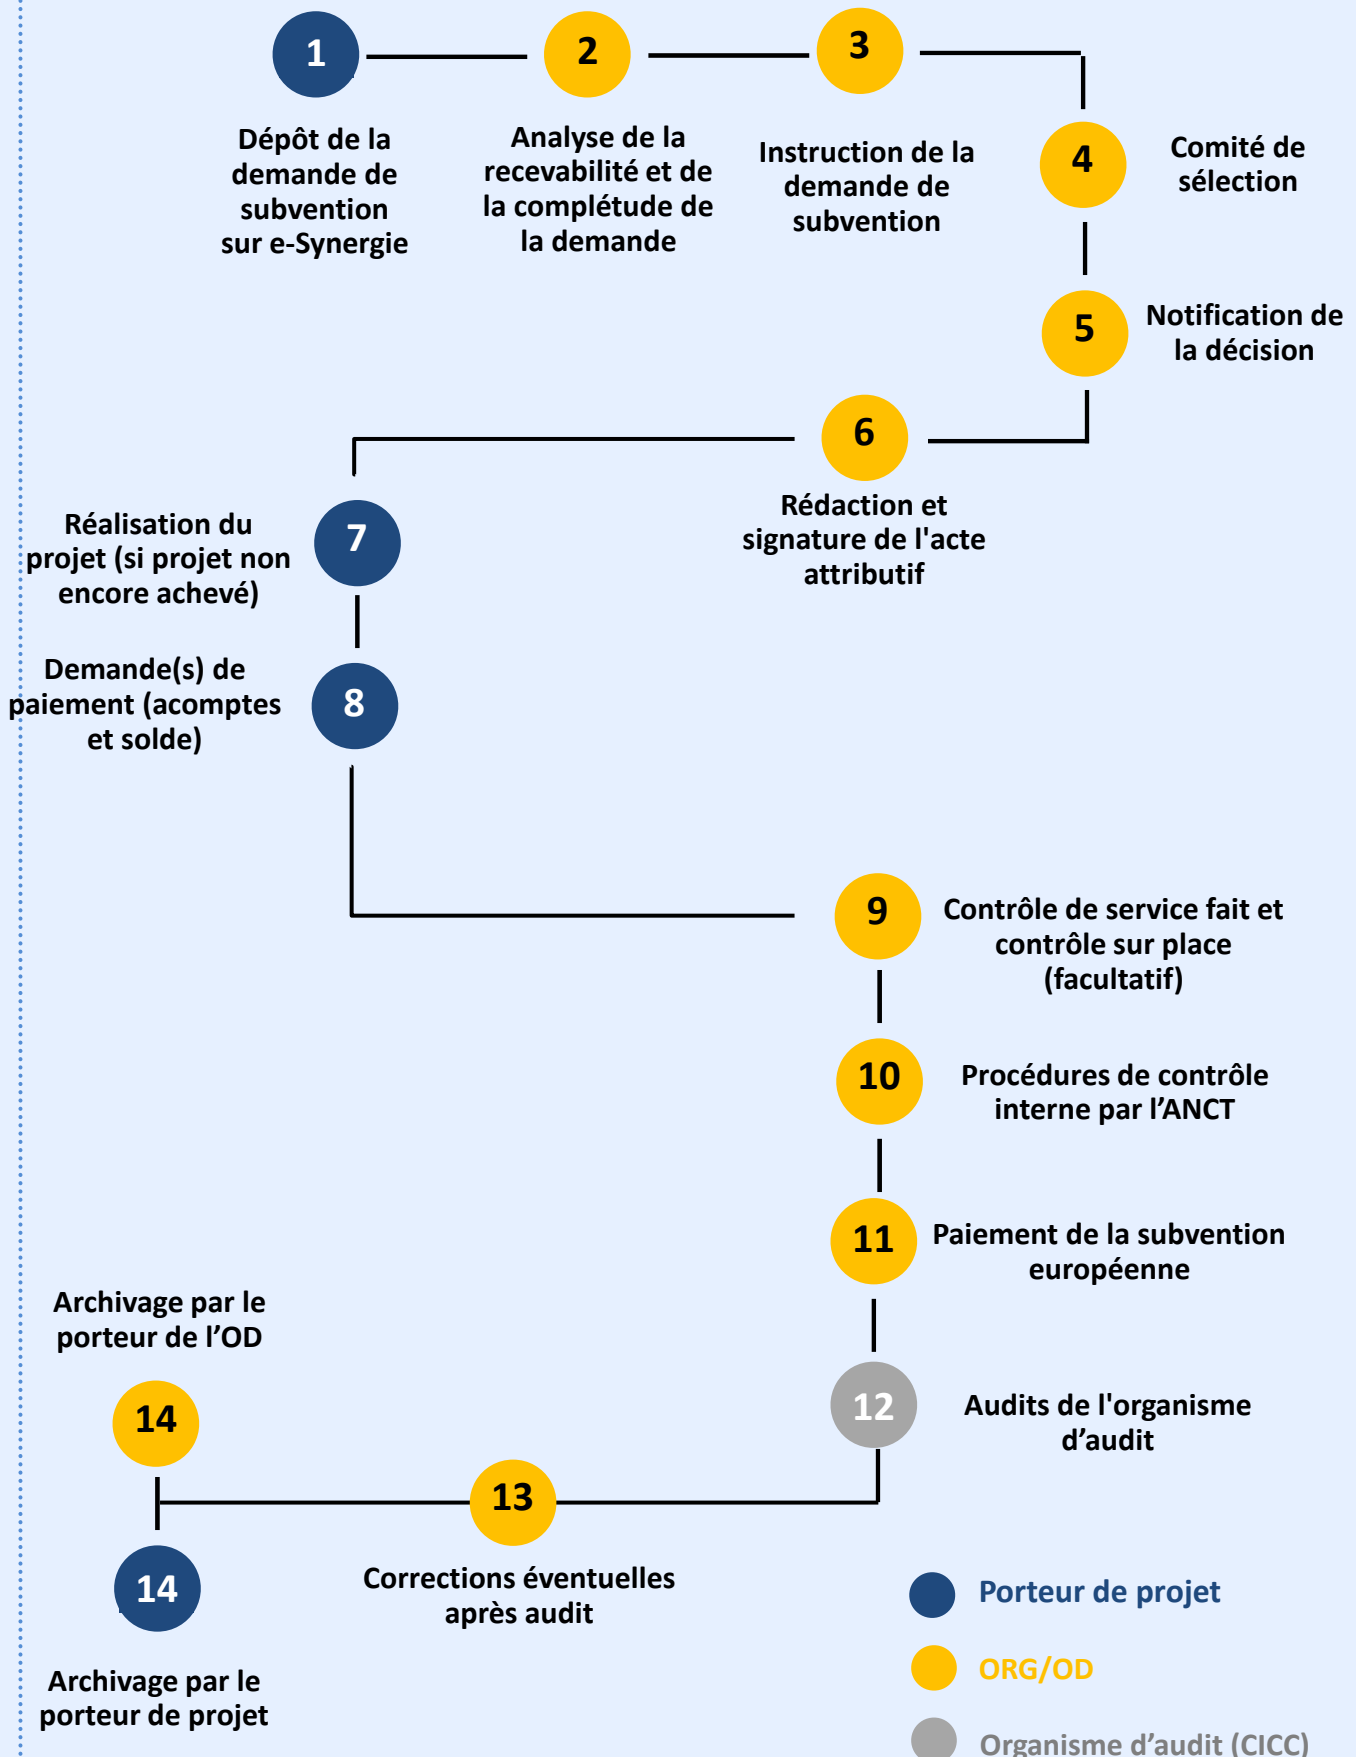 1
Dépôt de la
demande de
subvention
sur e-Synergie
2
Analyse de la
recevabilité et de
la complétude de
la demande
3
Instruction de la
demande de
subvention
4
Comité de
sélection
5
Notification de
la décision
6
Rédaction et
signature de l'acte
attributif
7
Réalisation du
projet (si projet non
encore achevé)
8
Demande(s) de
paiement (acomptes
et solde)
9
Contrôle de service fait et
contrôle sur place
(facultatif)
10
Procédures de contrôle
interne par l’ANCT
11
Paiement de la subvention
européenne
12
Audits de l'organisme
d’audit
13
Corrections éventuelles
après audit
Archivage par le
porteur de l’OD
14
14
Archivage par le
porteur de projet
Porteur de projet
ORG/OD
Organisme d’audit (CICC)